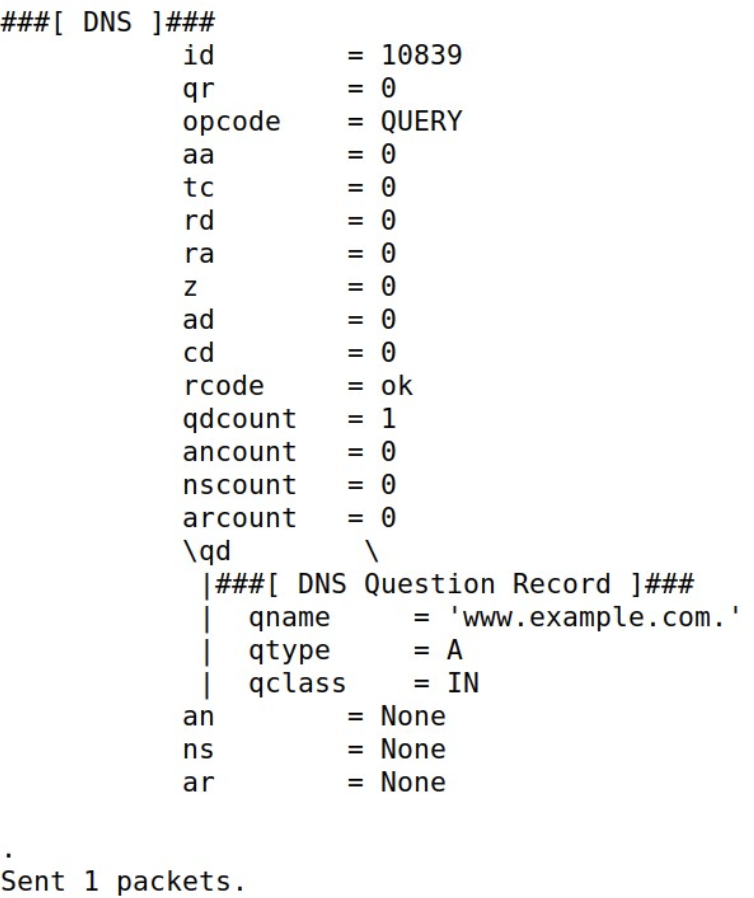 ###[ DNS ]###
           id        = 10839
           qr        = 0
           opcode    = QUERY
           aa        = 0
           tc        = 0
           rd        = 0
           ra        = 0
           z         = 0
           ad        = 0
           cd        = 0
           rcode     = ok
           qdcount   = 1
           ancount   = 0
           nscount   = 0
           arcount   = 0
           \qd        \
            |###[ DNS Question Record ]###
            |  qname     = 'www.example.com.'
            |  qtype     = A
            |  qclass    = IN
           an        = None
           ns        = None
           ar        = None

.
Sent 1 packets.